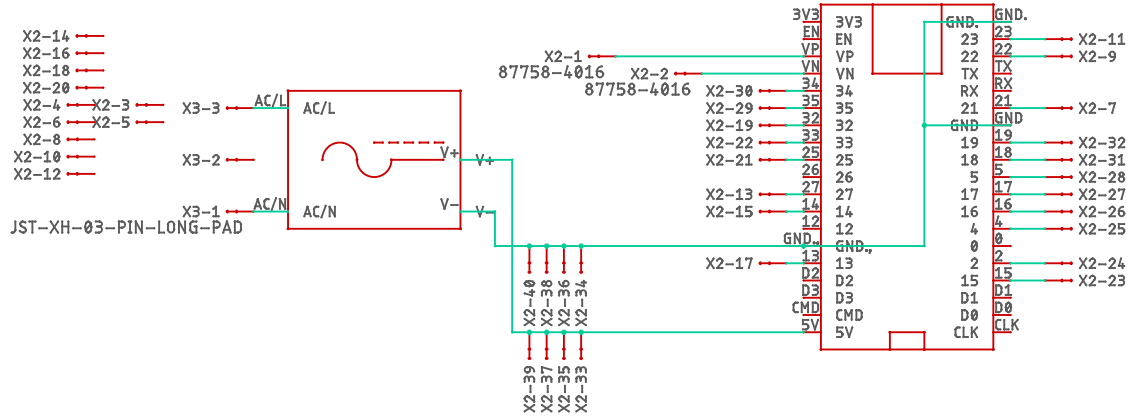 X2-14
X2-16
X2-18
X2-20
X2-4 X2-3
X2-6 X2-5
X2-8
X2-10
X2-12
X3-3 AC/L AC/L
X3-2
X3-1 AC/N AC/N
JST-XH-03-PIN-LONG-PAD
V+ V+
V- V-
X2-40
X2-38
X2-36
X2-34
X2-39
X2-37
X2-35
X2-33
X2-1
87758-4016
X2-2
87758-4016
3V3 3V3
EN EN
VP VP
VN VN
X2-30 34 34
X2-29 35 35
X2-19 32 32
X2-22 33 33
X2-21 25 25
26 26
X2-13 27 27
X2-15 14 14
12 12
GND.. GND.,
X2-17 13 13
D2 D2
D3 D3
CMD CMD
5V 5V
GND. GND.
23 23 X2-11
22 22 X2-9
TX TX
RX RX
21 21 X2-7
GND GND
19 19 X2-32
18 18 X2-31
5 5 X2-28
17 17 X2-27
16 16 X2-26
4 4 X2-25
0 0
2 2 X2-24
15 15 X2-23
D1 D1
D0 D0
CLK CLK